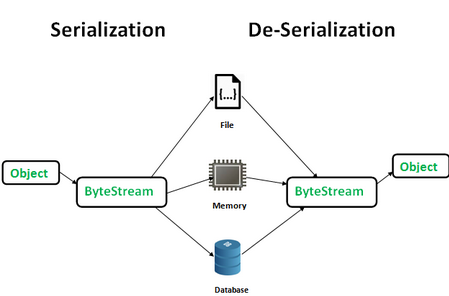 Serialization
De-Serialization
{...}
File
Object
ByteStream
Memory
ByteStream
Object
Database